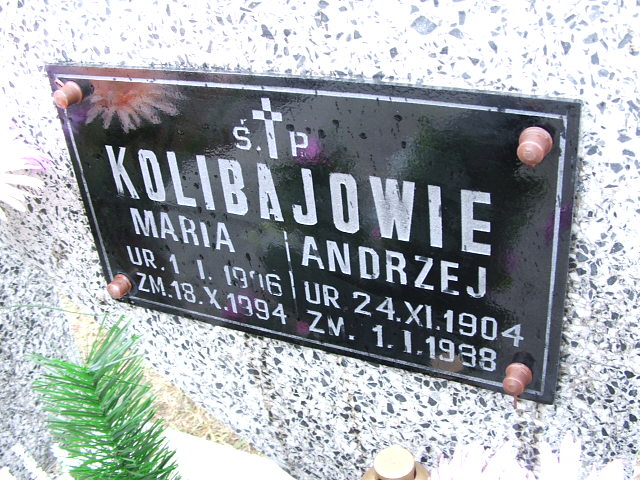 Ś. † P
KOLIBAJOWIE
MARIA
UR. 1 I. 1906
ZM. 18.X.1994
ANDRZEJ
UR 24.XI.1904
ZM. 1.I.1988